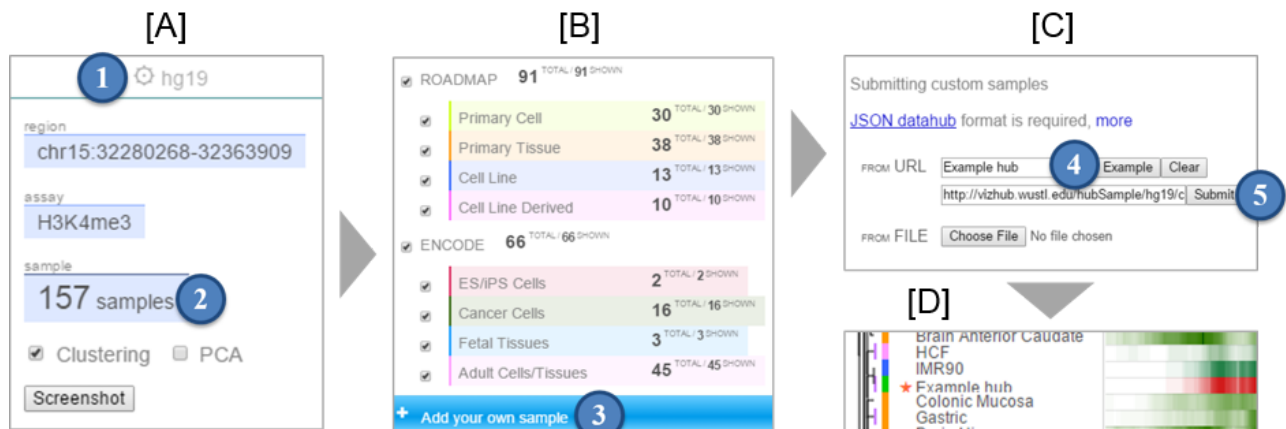 [A]
[B]
[C]
1
hg19
region
chr15:32280268-32363909
assay
H3K4me3
sample
157 samples
2
Clustering PCA
Screenshot
ROADMAP 91 TOTAL / 91 SHOWN
Primary Cell 30 TOTAL / 30 SHOWN
Primary Tissue 38 TOTAL / 38 SHOWN
Cell Line 13 TOTAL / 13 SHOWN
Cell Line Derived 10 TOTAL / 10 SHOWN
ENCODE 66 TOTAL / 66 SHOWN
ES/iPS Cells 2 TOTAL / 2 SHOWN
Cancer Cells 16 TOTAL / 16 SHOWN
Fetal Tissues 3 TOTAL / 3 SHOWN
Adult Cells/Tissues 45 TOTAL / 45 SHOWN
+ Add your own sample 3
Submitting custom samples
JSON datahub format is required, more
FROM URL Example hub 4 Example Clear
http://vizhub.wustl.edu/hubSample/hg19/c Submit 5
FROM FILE Choose File No file chosen
[D]
Brain Anterior Caudate
HCF
IMR90
★ Example hub
Colonic Mucosa
Gastric